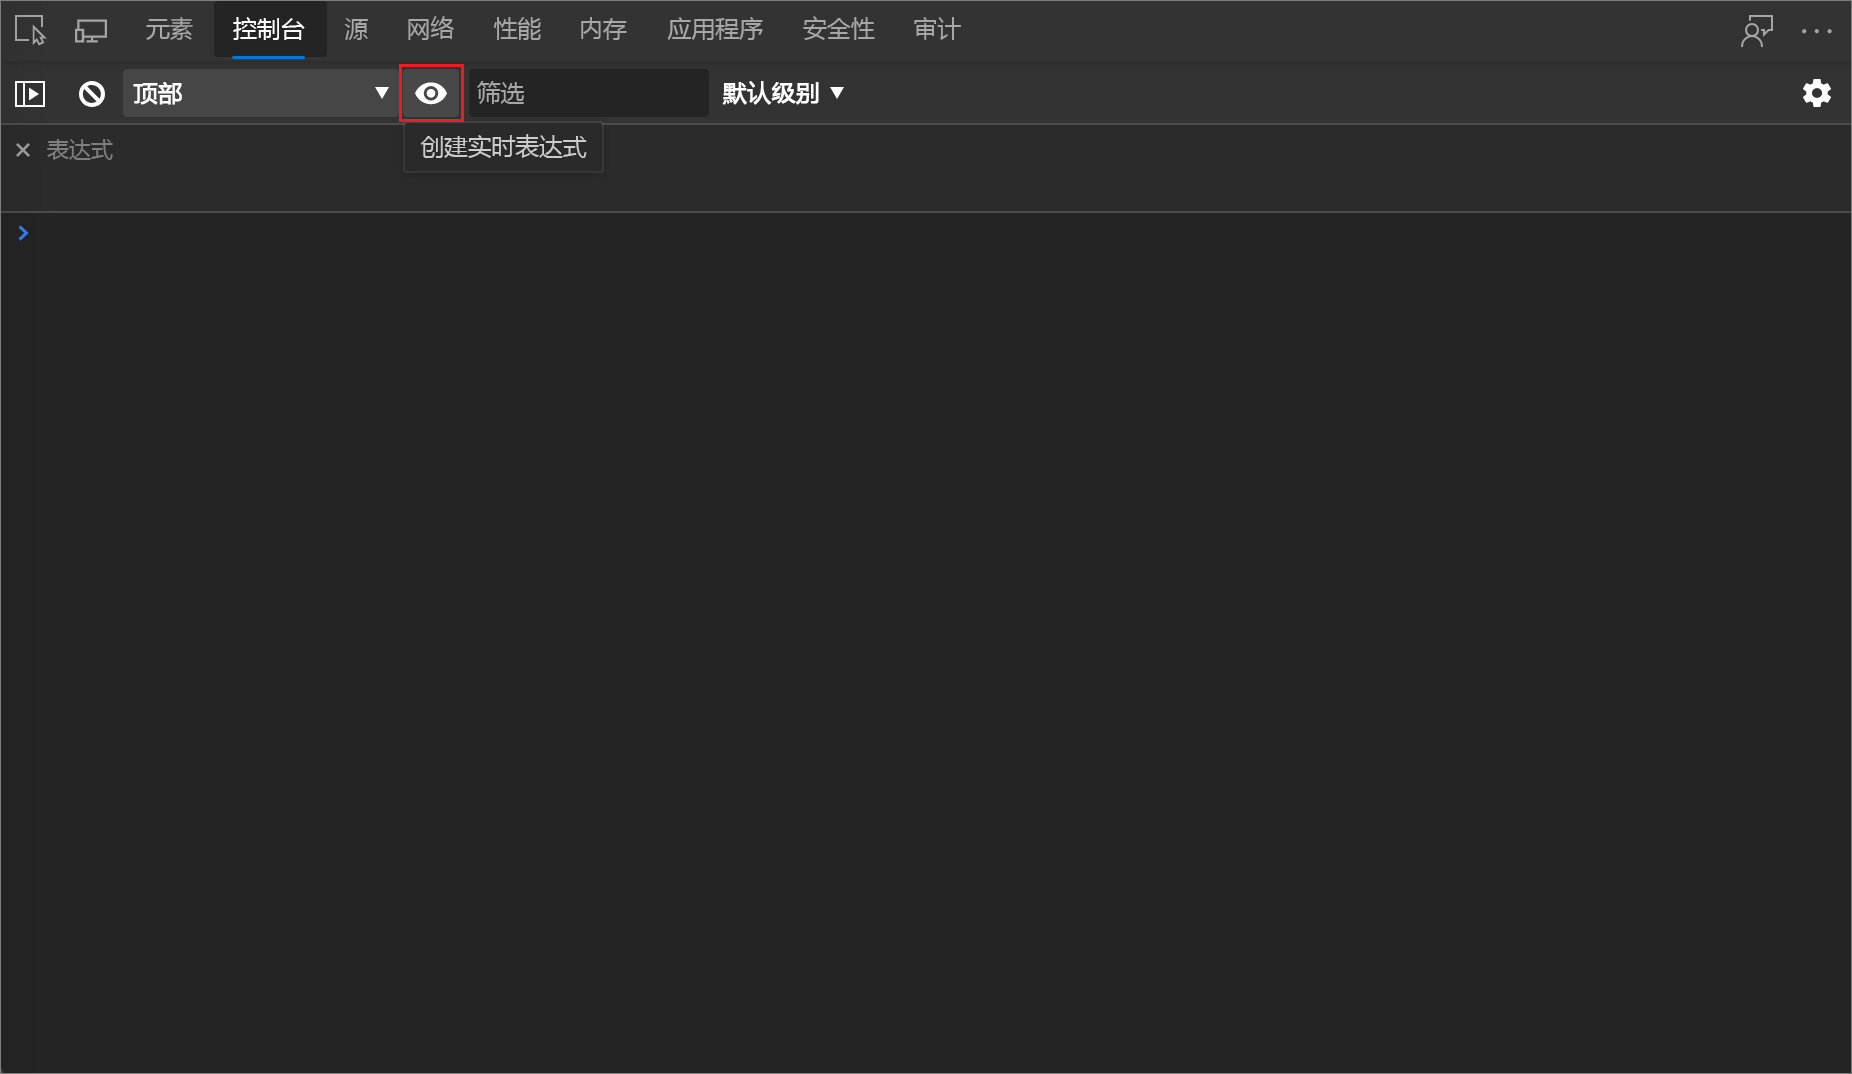 元素 控制台 源 网络 性能 内存 应用程序 安全性 审计
顶部 筛选 默认级别
创建实时表达式
表达式